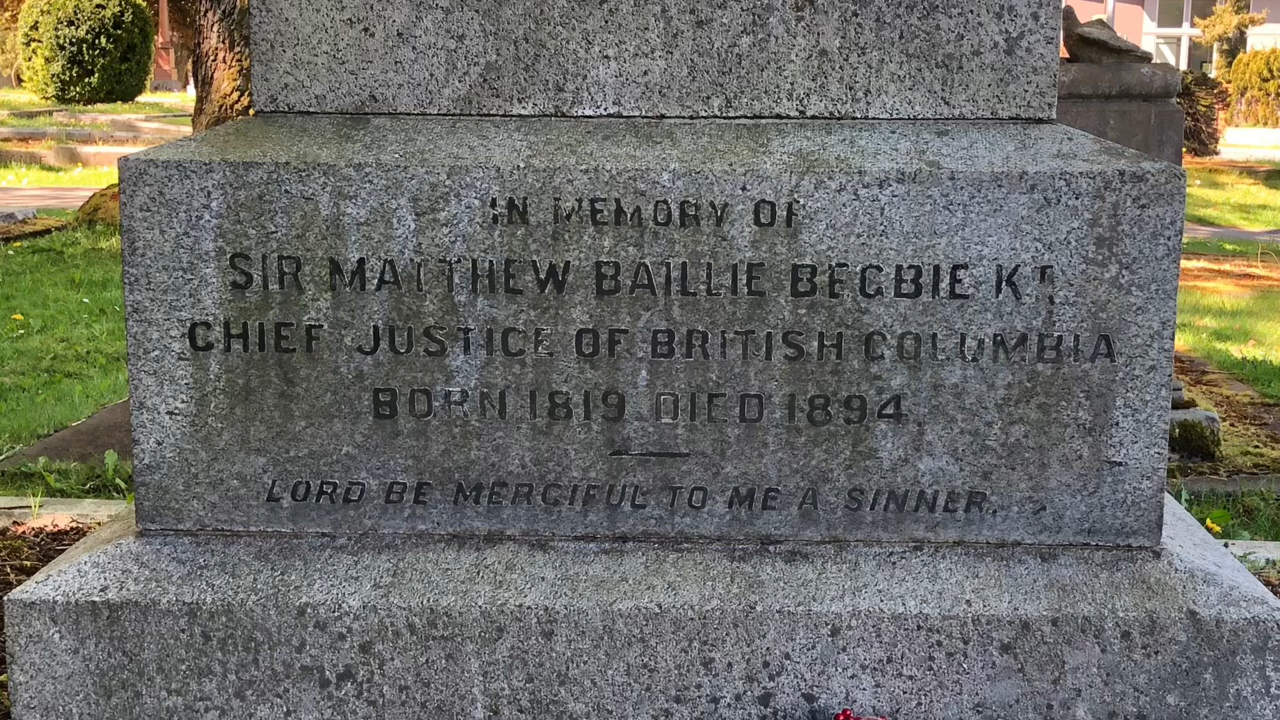 IN MEMORY OF
SIR MATTHEW BAILLIE BEGBIE KT.
CHIEF JUSTICE OF BRITISH COLUMBIA
BORN 1819 DIED 1894.
LORD BE MERCIFUL TO ME A SINNER.